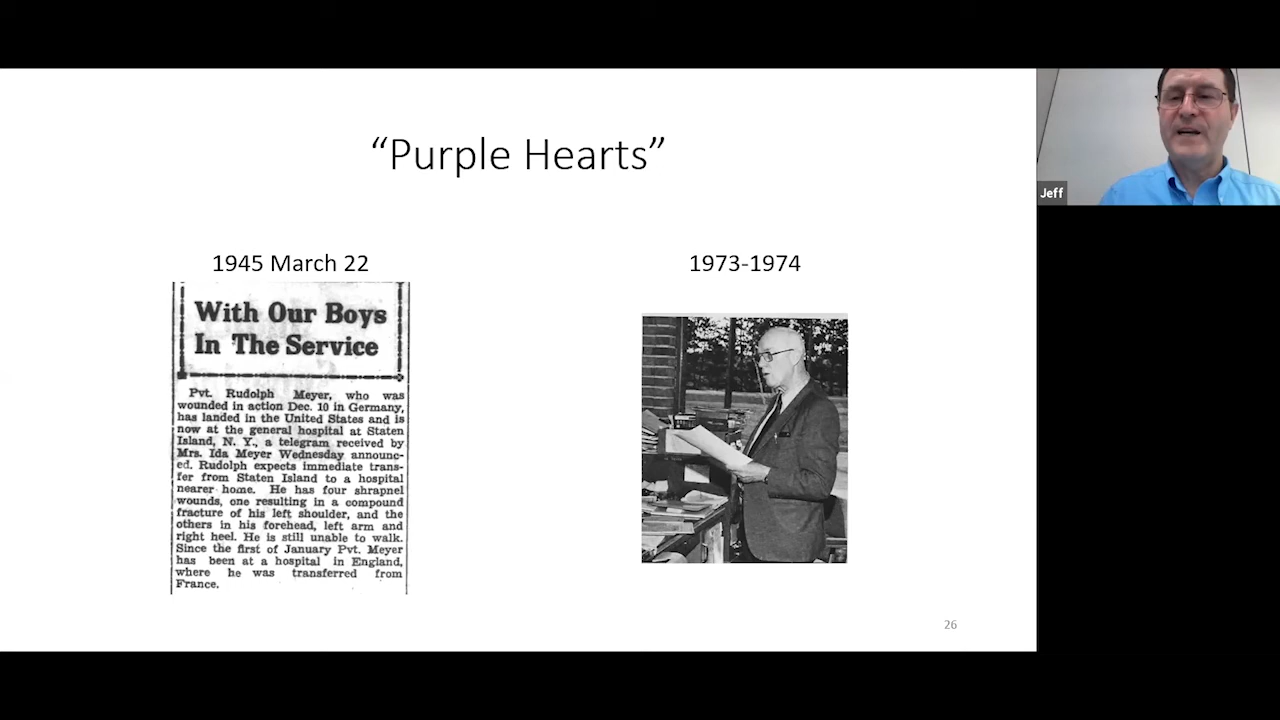 “Purple Hearts”
1945 March 22
With Our Boys
In The Service
Pvt. Rudolph Meyer, who was
wounded in action Dec. 10 in Germany,
has landed in the United States and is
now at the general hospital at Staten
Island, N. Y., a telegram received by
Mrs. Ida Meyer Wednesday announc-
ed. Rudolph expects immediate trans-
fer from Staten Island to a hospital
nearer home. He has four shrapnel
wounds, one resulting in a compound
fracture of his left shoulder, and the
others in his forehead, left arm and
right heel. He is still unable to walk.
Since the first of January Pvt. Meyer
has been at a hospital in England,
where he was transferred from
France.
1973-1974
26
Jeff